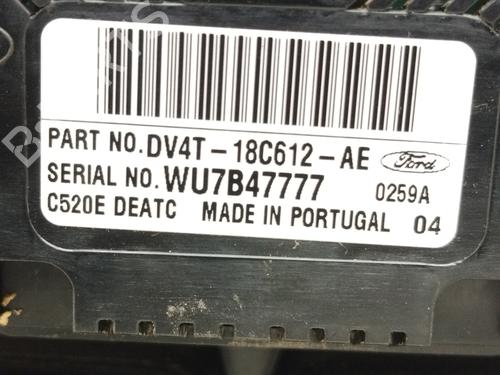 PART NO. DV4T-18C612-AE Ford
SERIAL NO. WU7B47777 0259A
C520E DEATC MADE IN PORTUGAL 04